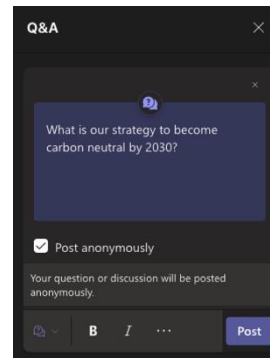 Q&A
What is our strategy to become
carbon neutral by 2030?
Post anonymously
Your question or discussion will be posted
anonymously.
B I ... Post